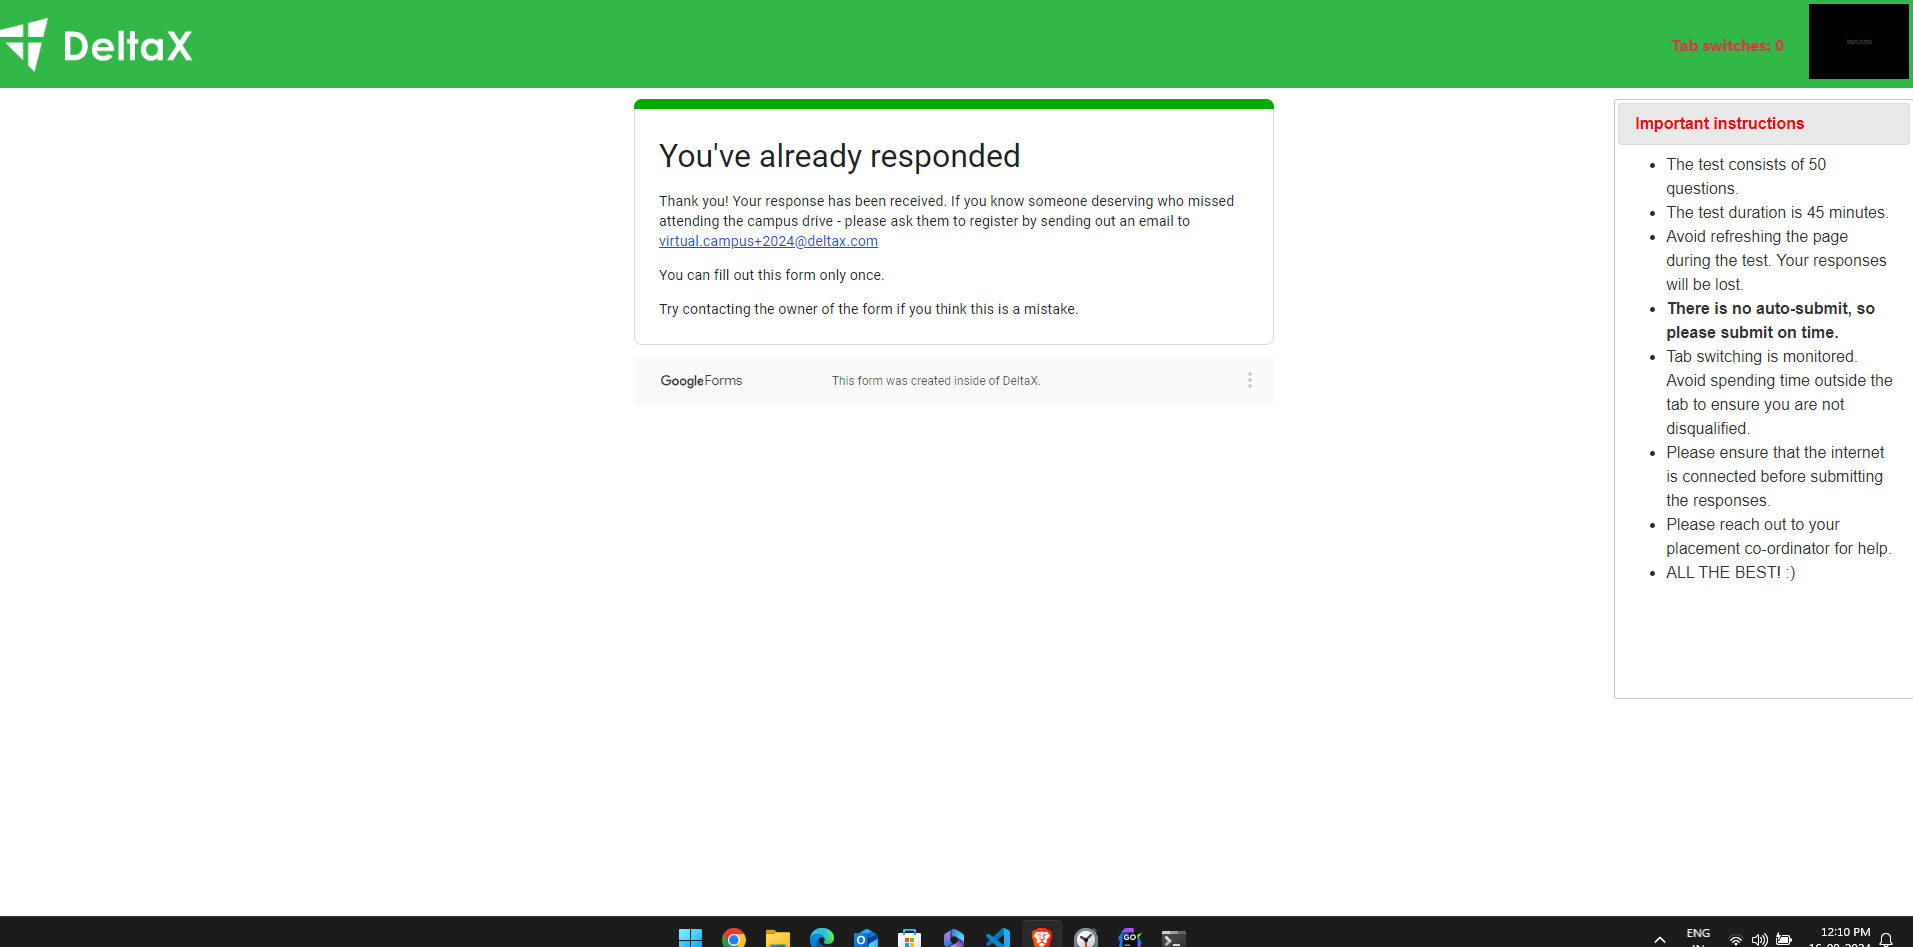 DeltaX
Tab switches: 0
You've already responded
Thank you! Your response has been received. If you know someone deserving who missed
attending the campus drive - please ask them to register by sending out an email to
virtual.campus+2024@deltax.com
You can fill out this form only once.
Try contacting the owner of the form if you think this is a mistake.
Google Forms
This form was created inside of DeltaX.
Important instructions
The test consists of 50
questions.
The test duration is 45 minutes.
Avoid refreshing the page
during the test. Your responses
will be lost.
There is no auto-submit, so
please submit on time.
Tab switching is monitored.
Avoid spending time outside the
tab to ensure you are not
disqualified.
Please ensure that the internet
is connected before submitting
the responses.
Please reach out to your
placement co-ordinator for help.
ALL THE BEST! :)
GO
ENG
12:10 PM